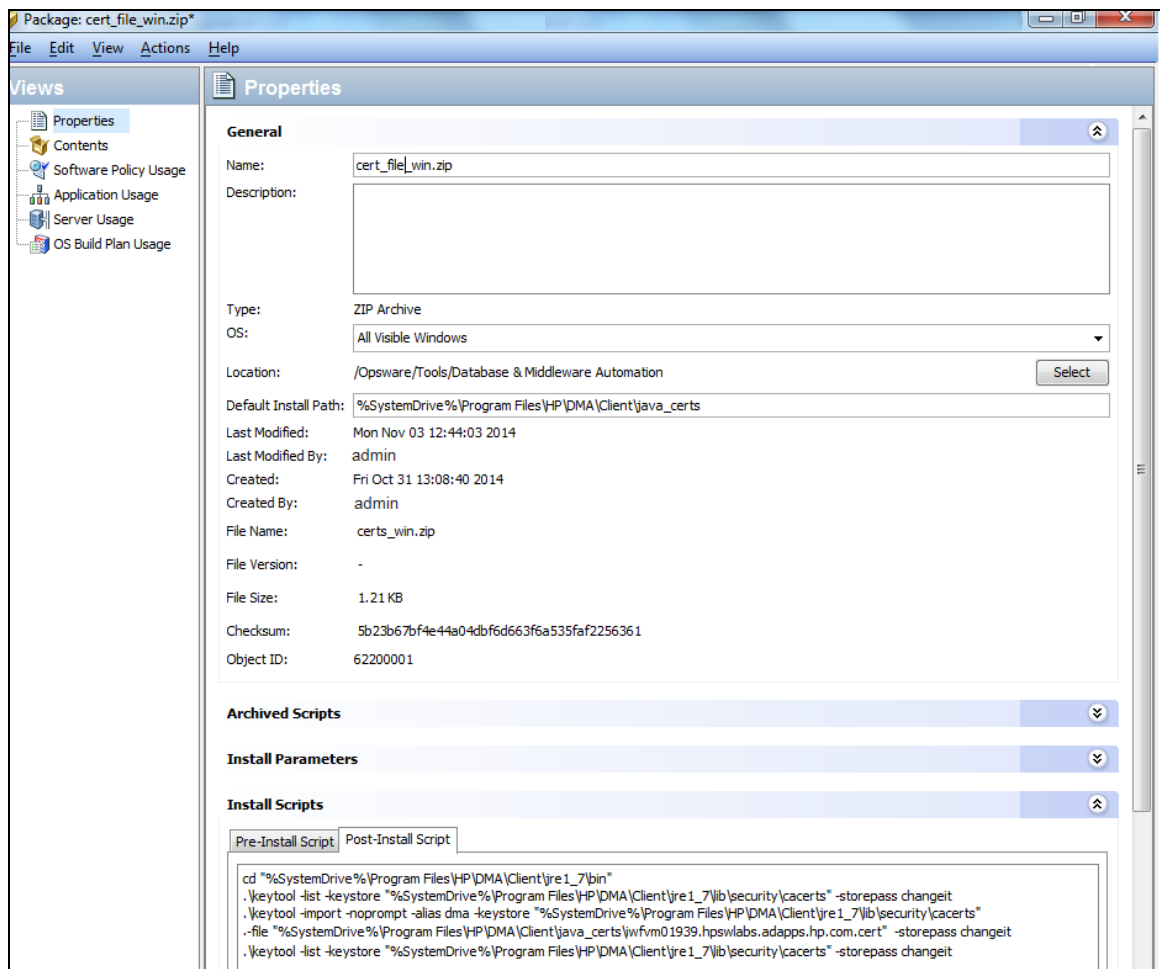 Package: cert_file_win.zip*
File Edit View Actions Help
Views
Properties
Contents
Software Policy Usage
Application Usage
Server Usage
OS Build Plan Usage
Properties
General
Name: cert_file_win.zip
Description:
Type: ZIP Archive
OS: All Visible Windows
Location: /Opsware/Tools/Database & Middleware Automation Select
Default Install Path: %SystemDrive%\Program Files\HP\DMA\Client\java_certs
Last Modified: Mon Nov 03 12:44:03 2014
Last Modified By: admin
Created: Fri Oct 31 13:08:40 2014
Created By: admin
File Name: certs_win.zip
File Version: -
File Size: 1.21 KB
Checksum: 5b23b67bf4e44a04dbf6d663f6a535faf2256361
Object ID: 62200001
Archived Scripts
Install Parameters
Install Scripts
Pre-Install Script Post-Install Script
cd "%SystemDrive%\Program Files\HP\DMA\Client\jre1_7\bin"
.\keytool -list -keystore "%SystemDrive%\Program Files\HP\DMA\Client\jre1_7\lib\security\cacerts" -storepass changeit
.\keytool -import -noprompt -alias dma -keystore "%SystemDrive%\Program Files\HP\DMA\Client\jre1_7\lib\security\cacerts"
.-file "%SystemDrive%\Program Files\HP\DMA\Client\java_certs\iwfvm01939.hpswlabs.adapps.hp.com.cert" -storepass changeit
.\keytool -list -keystore "%SystemDrive%\Program Files\HP\DMA\Client\jre1_7\lib\security\cacerts" -storepass changeit